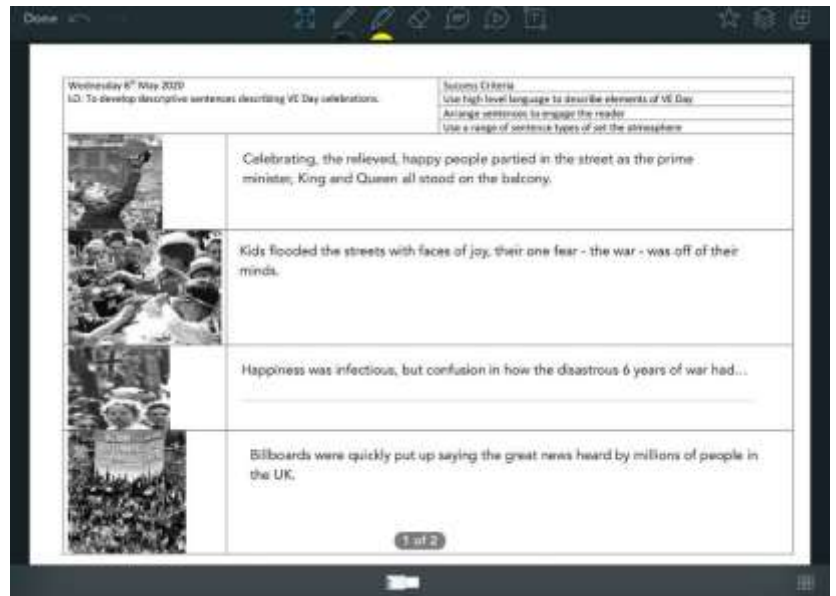 Done
Wednesday 6th May 2020
LO: To develop descriptive sentences describing VE Day celebrations.
Success Criteria
Use high level language to describe elements of VE Day
Arrange sentences to engage the reader
Use a range of sentence types of set the atmosphere
Celebrating, the relieved, happy people partied in the street as the prime
minister, King and Queen all stood on the balcony.
Kids flooded the streets with faces of joy, their one fear - the war - was off of their
minds.
Happiness was infectious, but confusion in how the disastrous 6 years of war had...
Billboards were quickly put up saying the great news heard by millions of people in
the UK.
1 of 2